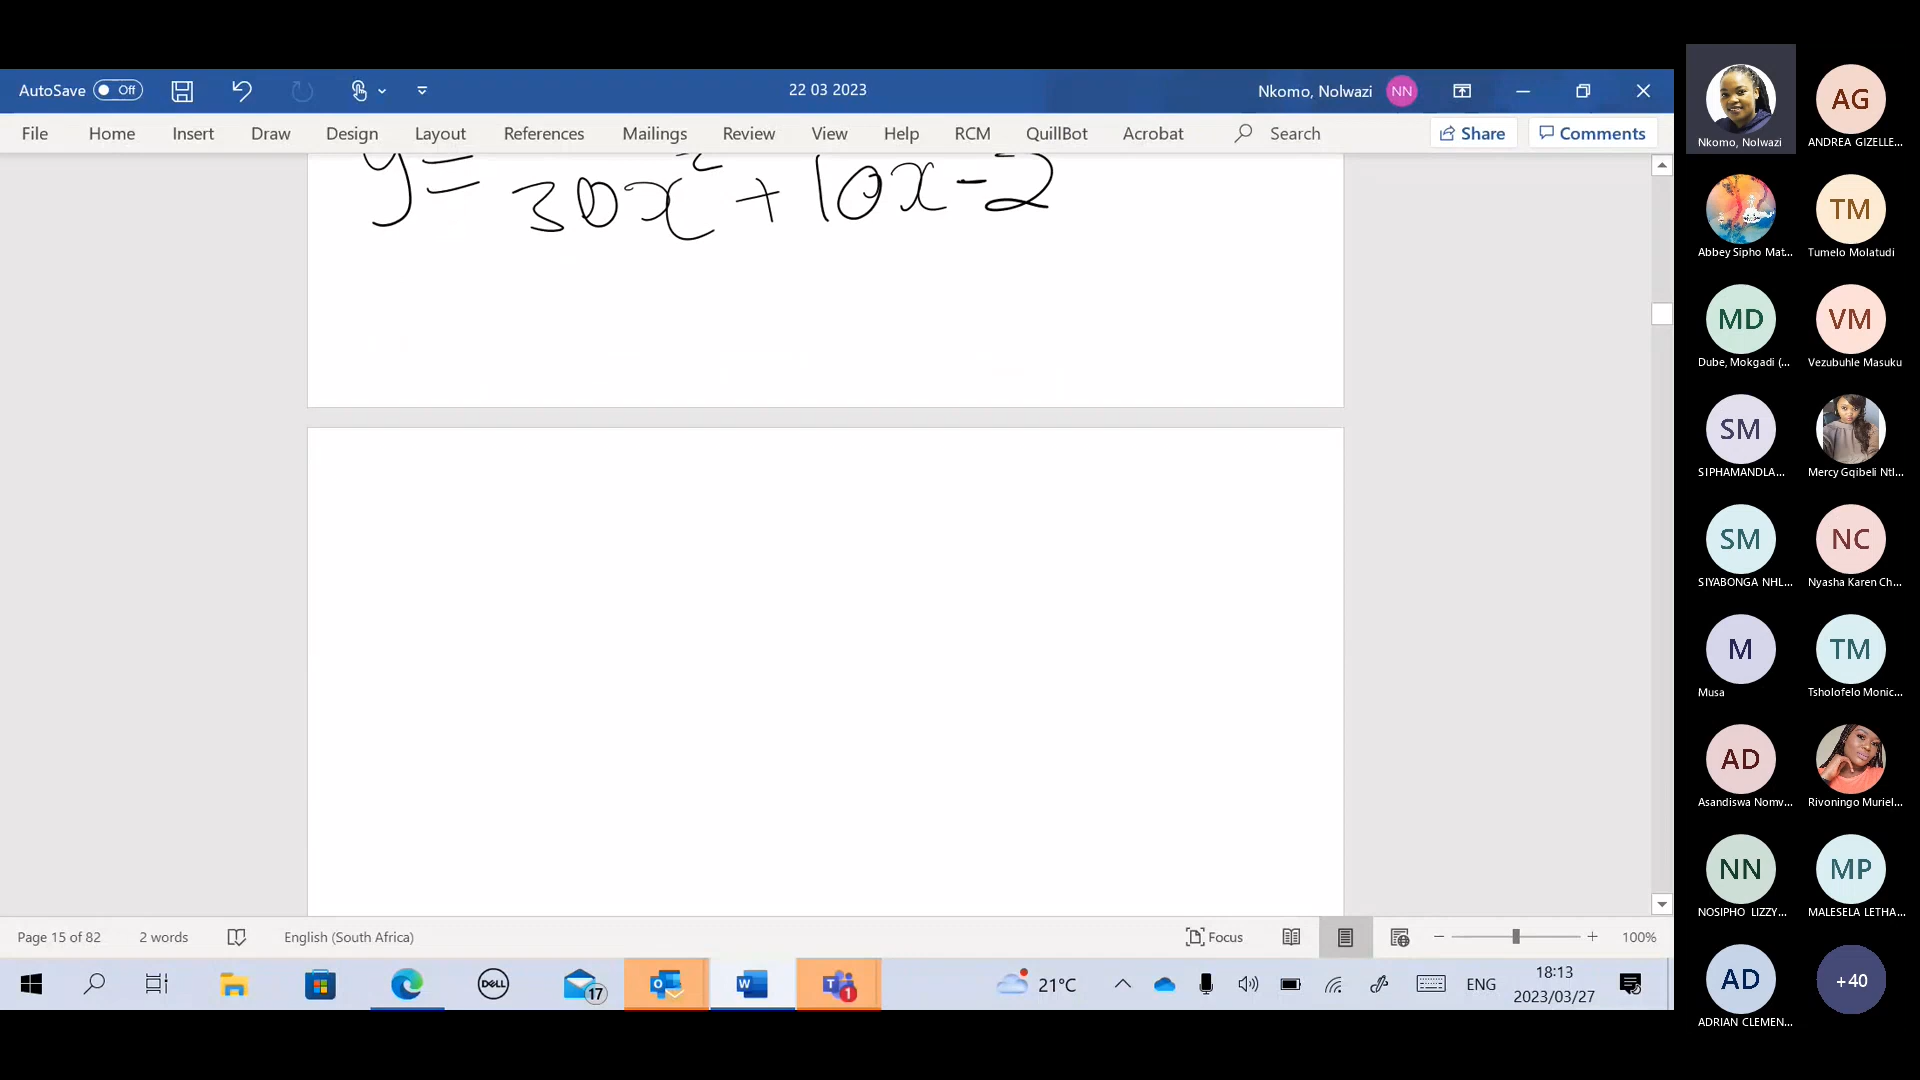 AutoSave Off 22 03 2023 Nkomo, Nolwazi NN
File Home Insert Draw Design Layout References Mailings Review View Help RCM QuillBot Acrobat Search Share Comments
y = 30x² + 10x - 2
Page 15 of 82 2 words English (South Africa) Focus 100%
DELL 17 O W T 1 21°C ENG 18:13
2023/03/27
Nkomo, Nolwazi
AG
ANDREA GIZELLE...
Abbey Sipho Mat...
TM
Tumelo Molatudi
MD
Dube, Mokgadi (...
VM
Vezubuhle Masuku
SM
SIPHAMANDLA...
Mercy Gqibeli Ntl...
SM
SIYABONGA NHL...
NC
Nyasha Karen Ch...
M
Musa
TM
Tsholofelo Monic...
AD
Asandiswa Nomv...
Rivoningo Muriel...
NN
NOSIPHO LIZZY...
MP
MALESELA LETHA...
AD
ADRIAN CLEMEN...
+40